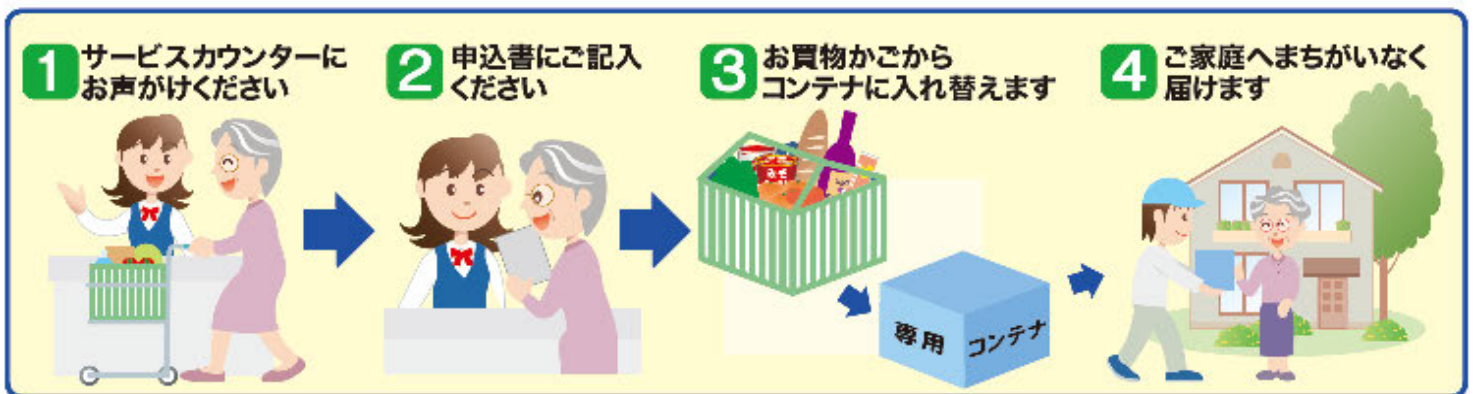 1
サービスカウンターに
お声がけください
2
申込書にご記入
ください
3
お買物かごから
コンテナに入れ替えます
4
ご家庭へまちがいなく
届けます
専用 コンテナ